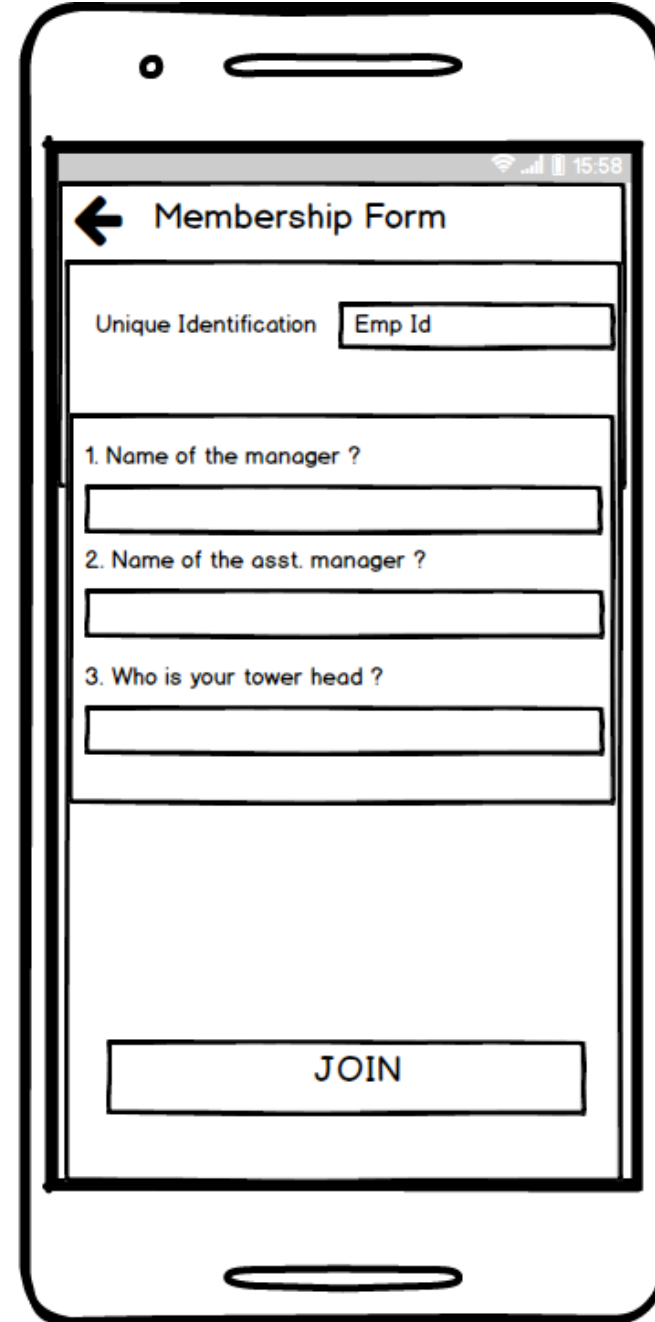 15:58
Membership Form
Unique Identification Emp Id
1. Name of the manager ?
2. Name of the asst. manager ?
3. Who is your tower head ?
JOIN